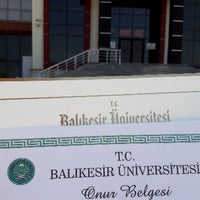 T.C.
Balıkesir Üniversitesi
T.C.
BALIKESİR ÜNİVERSİTESİ
Onur Belgesi